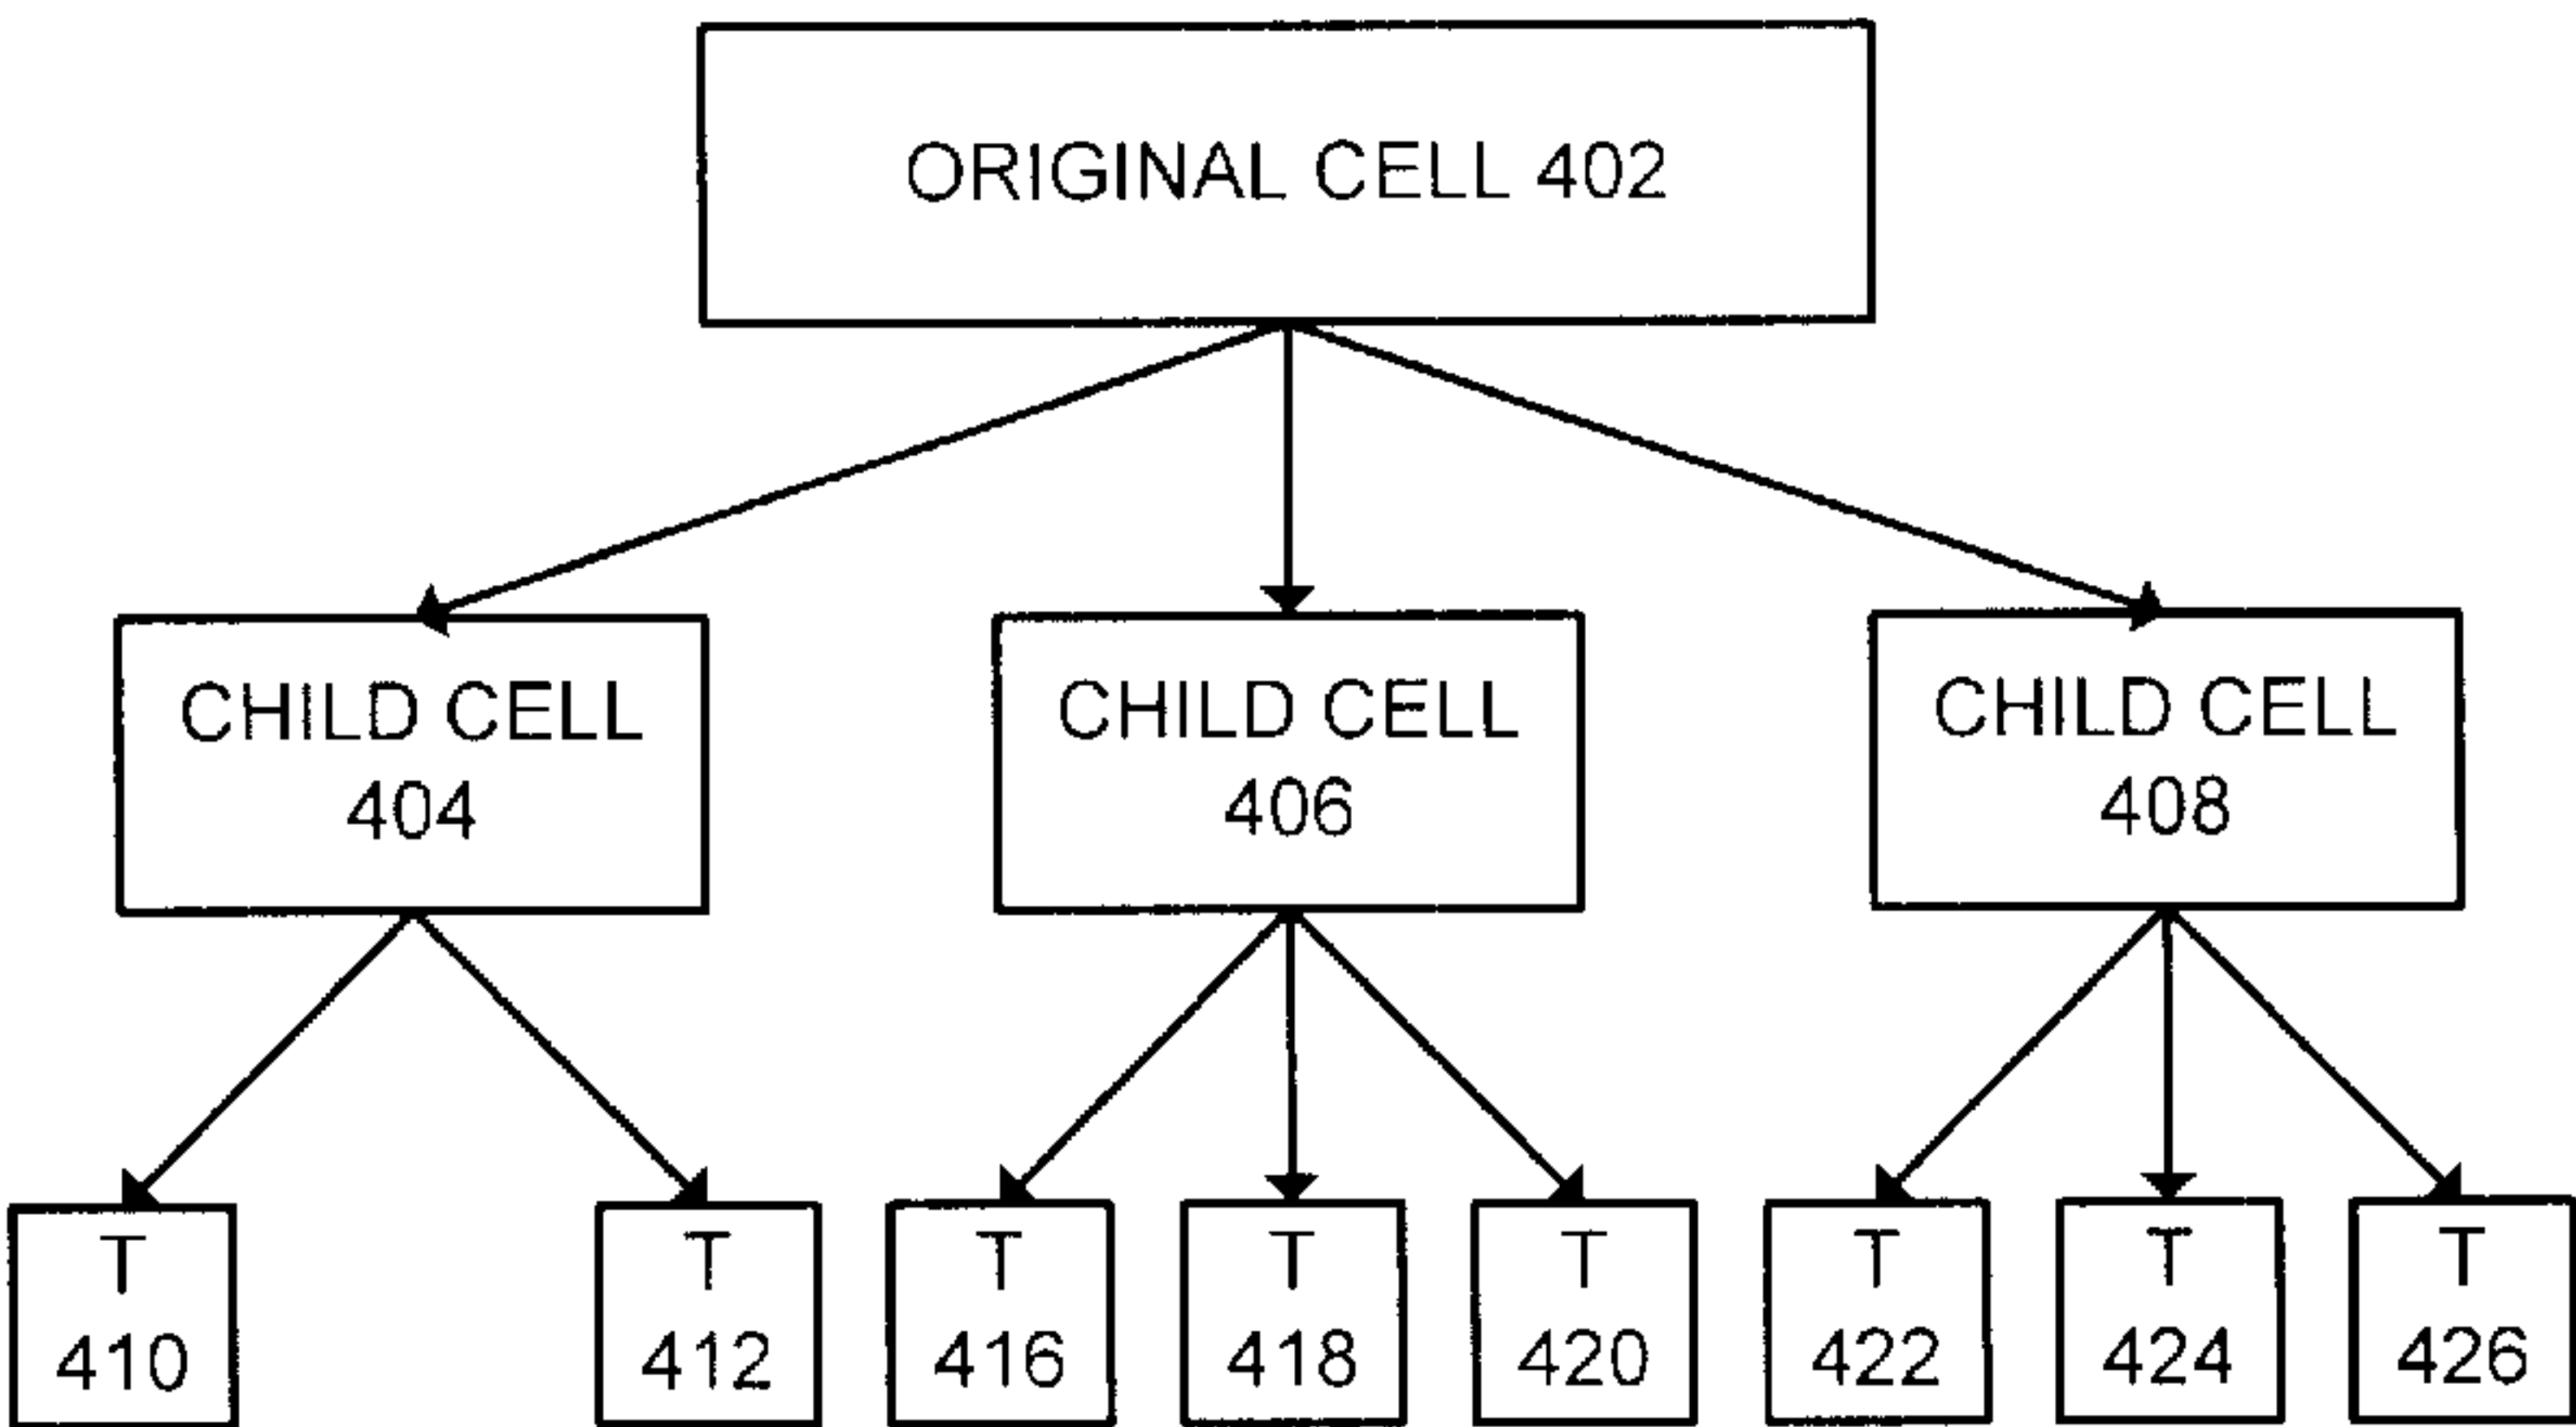 ORIGINAL CELL 402
CHILD CELL
404
CHILD CELL
406
CHILD CELL
408
T
410
T
412
T
416
T
418
T
420
T
422
T
424
T
426